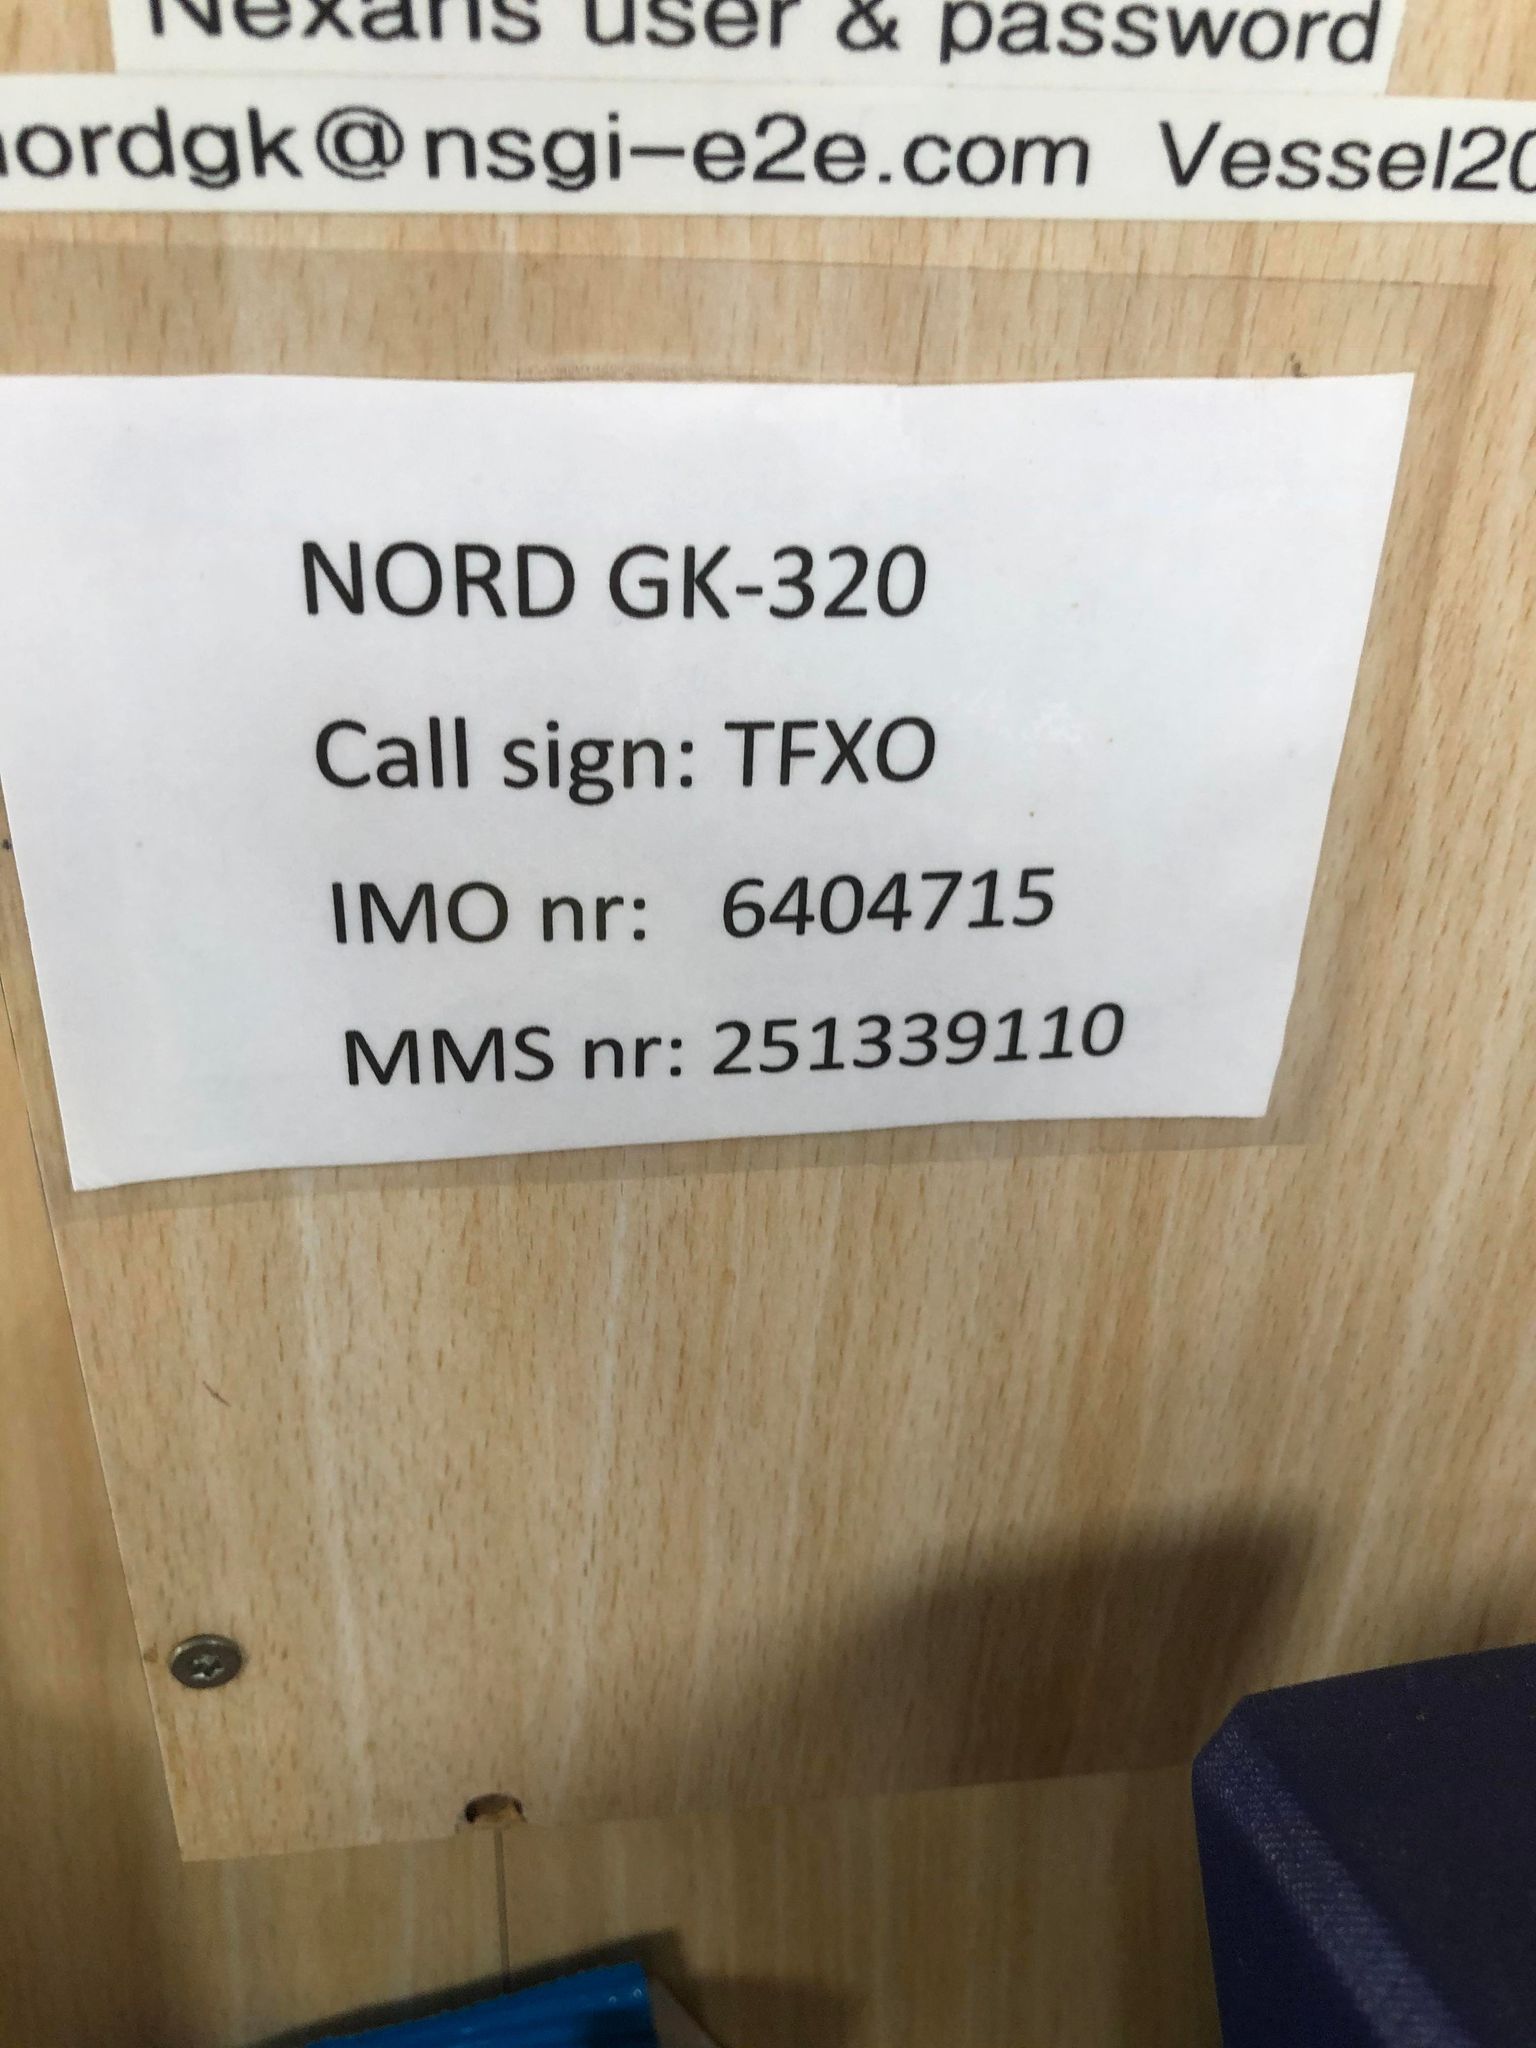 Nexans user & password
nordgk@nsgi-e2e.com Vessel20
NORD GK-320
Call sign: TFXO
IMO nr: 6404715
MMS nr: 251339110